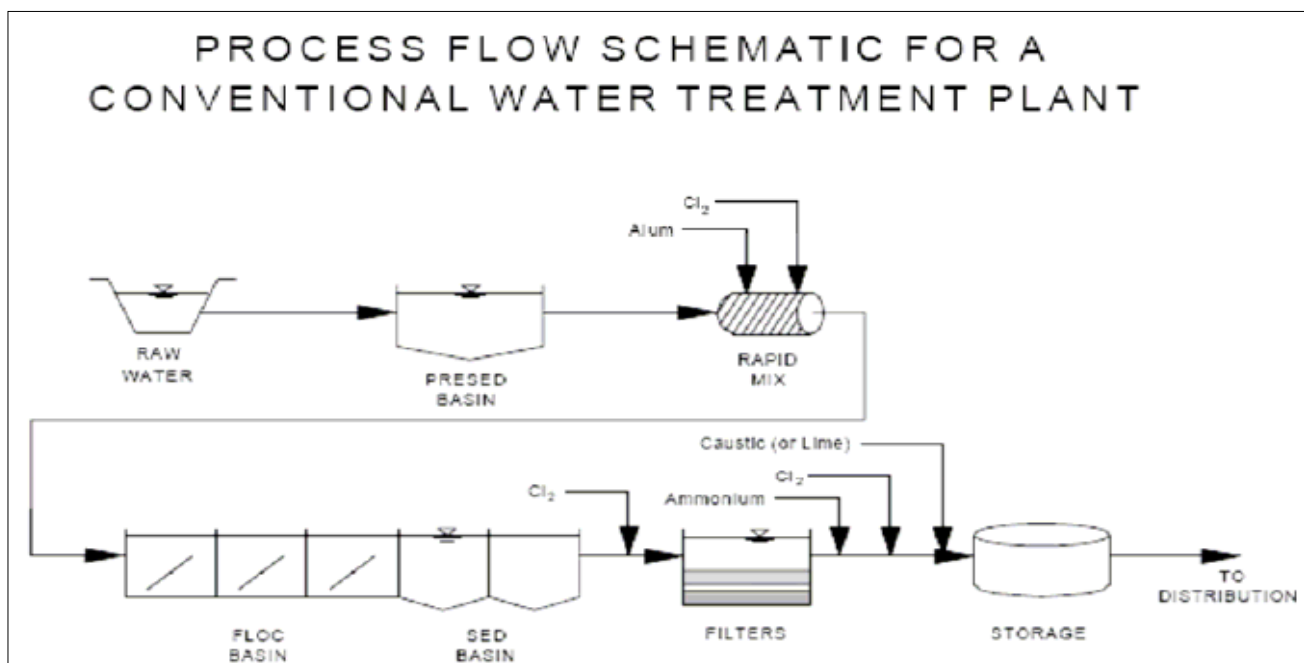 PROCESS FLOW SCHEMATIC FOR A
CONVENTIONAL WATER TREATMENT PLANT
Cl₂
Alum
RAW
WATER
PRESED
BASIN
RAPID
MIX
Caustic (or Lime)
Cl₂
Cl₂
Ammonium
FLOC
BASIN
SED
BASIN
FILTERS
STORAGE
TO
DISTRIBUTION